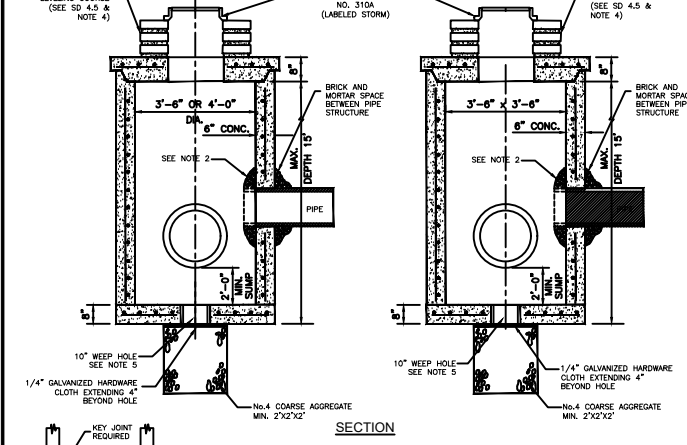 (SEE SD 4.5 &
NOTE 4)
NO. 310A
(LABELED STORM)
(SEE SD 4.5 &
NOTE 4)
8"
BRICK AND
MORTAR SPACE
BETWEEN PIPE
STRUCTURE
3'-6" OR 4'-0"
DIA.
6" CONC.
MAX.
DEPTH 15'
SEE NOTE 2
PIPE
2'-0"
MIN.
SUMP
8"
10" WEEP HOLE
SEE NOTE 5
1/4" GALVANIZED HARDWARE
CLOTH EXTENDING 4"
BEYOND HOLE
No.4 COARSE AGGREGATE
MIN. 2'X2'X2'
8"
BRICK AND
MORTAR SPACE
BETWEEN PIPE
STRUCTURE
3'-6" X 3'-6"
6" CONC.
MAX.
DEPTH 15'
SEE NOTE 2
PIPE
2'-0"
MIN.
SUMP
8"
10" WEEP HOLE
SEE NOTE 5
1/4" GALVANIZED HARDWARE
CLOTH EXTENDING 4"
BEYOND HOLE
No.4 COARSE AGGREGATE
MIN. 2'X2'X2'
SECTION
KEY JOINT
REQUIRED